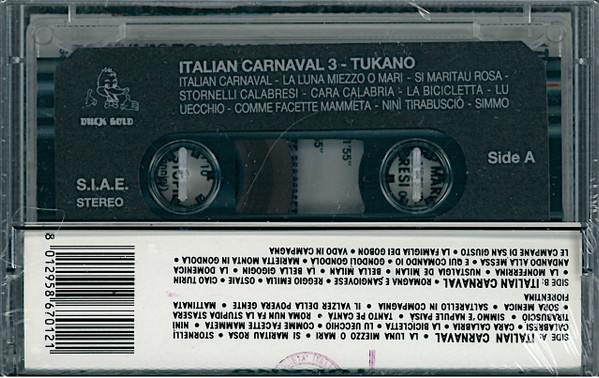 ITALIAN CARNAVAL 3 - TUKANO
ITALIAN CARNAVAL - LA LUNA MIEZZO O MARI - SI MARITAU ROSA -
STORNELLI CALABRESI - CARA CALABRIA - LA BICICLETTA - LU
UECCHIO - COMME FACETTE MAMMETA - NINÌ TIRABUSCIÒ - SIMMO
DUCK GOLD
Side A
S.I.A.E.
STEREO
SIDE A: ITALIAN CARNAVAL • LA LUNA MIEZZO O MARI • SI MARITAU ROSA • STORNELLI
CALABRESI • CARA CALABRIA • LA BICICLETTA • LU UECCHIO • COMME FACETTE MAMMETA • NINI
TIRABUSCIO • SIMMO E NAPULE PAISA • TANTO PE' CANTÀ • ROMA NUN FA LA STUPIDA STASERA
• SORA MENICA • SALTARELLO IN COMPAGNIA • IL VALZER DELLA POVERA GENTE • MATTINATA
FIORENTINA
SIDE B: ITALIAN CARNAVAL • ROMAGNA E SANGIOVESE • REGGIO EMILIA • OSTAIE • CIAO TURIN
• LA MONFERRINA • NUSTALGIA DE MILAN • BELLA MILAN • LA BELLA GIGOGIN • LA DOMENICA
ANDANDO ALLA MESSA • E QUI COMANDO IO • GONDOLI GONDOLA • MARIETTA MONTA IN GONDOLA
LE CAMPANE DI SAN GIUSTO • LA FAMIGLIA DEI GOBON • VADO IN CAMPAGNA
8 012958 670121